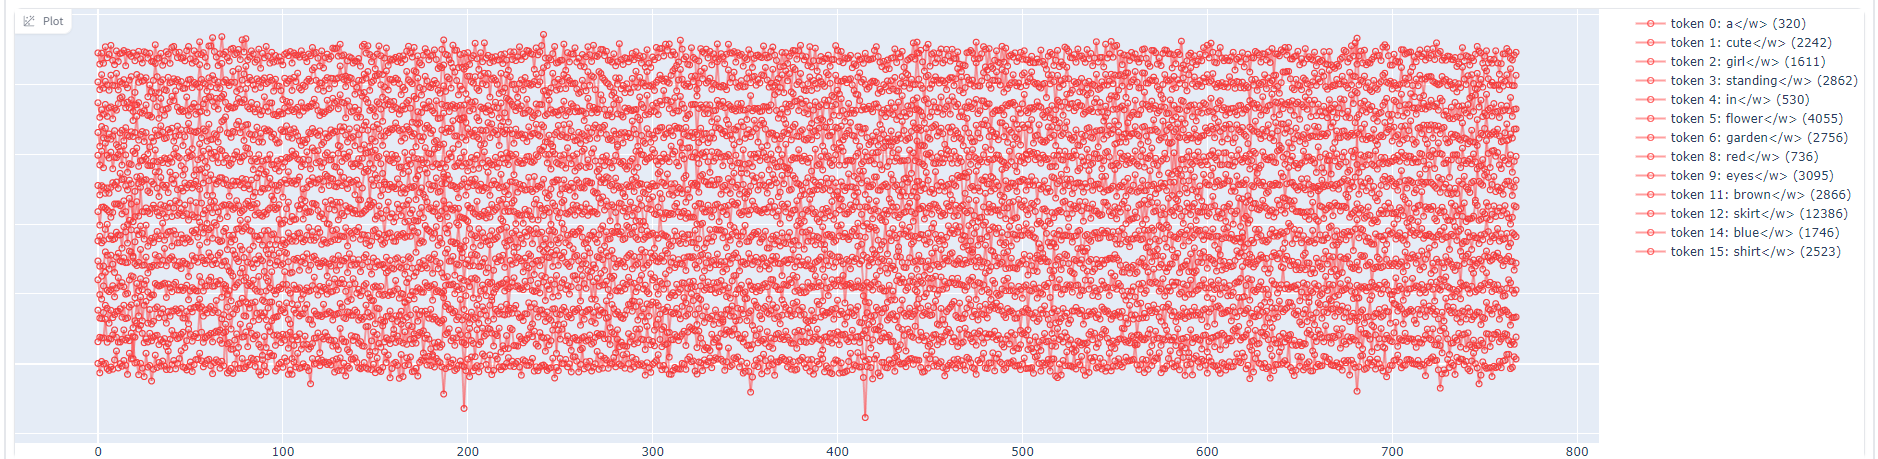 Plot
token 0: a</w> (320)
token 1: cute</w> (2242)
token 2: girl</w> (1611)
token 3: standing</w> (2862)
token 4: in</w> (530)
token 5: flower</w> (4055)
token 6: garden</w> (2756)
token 8: red</w> (736)
token 9: eyes</w> (3095)
token 11: brown</w> (2866)
token 12: skirt</w> (12386)
token 14: blue</w> (1746)
token 15: shirt</w> (2523)
0 100 200 300 400 500 600 700 800